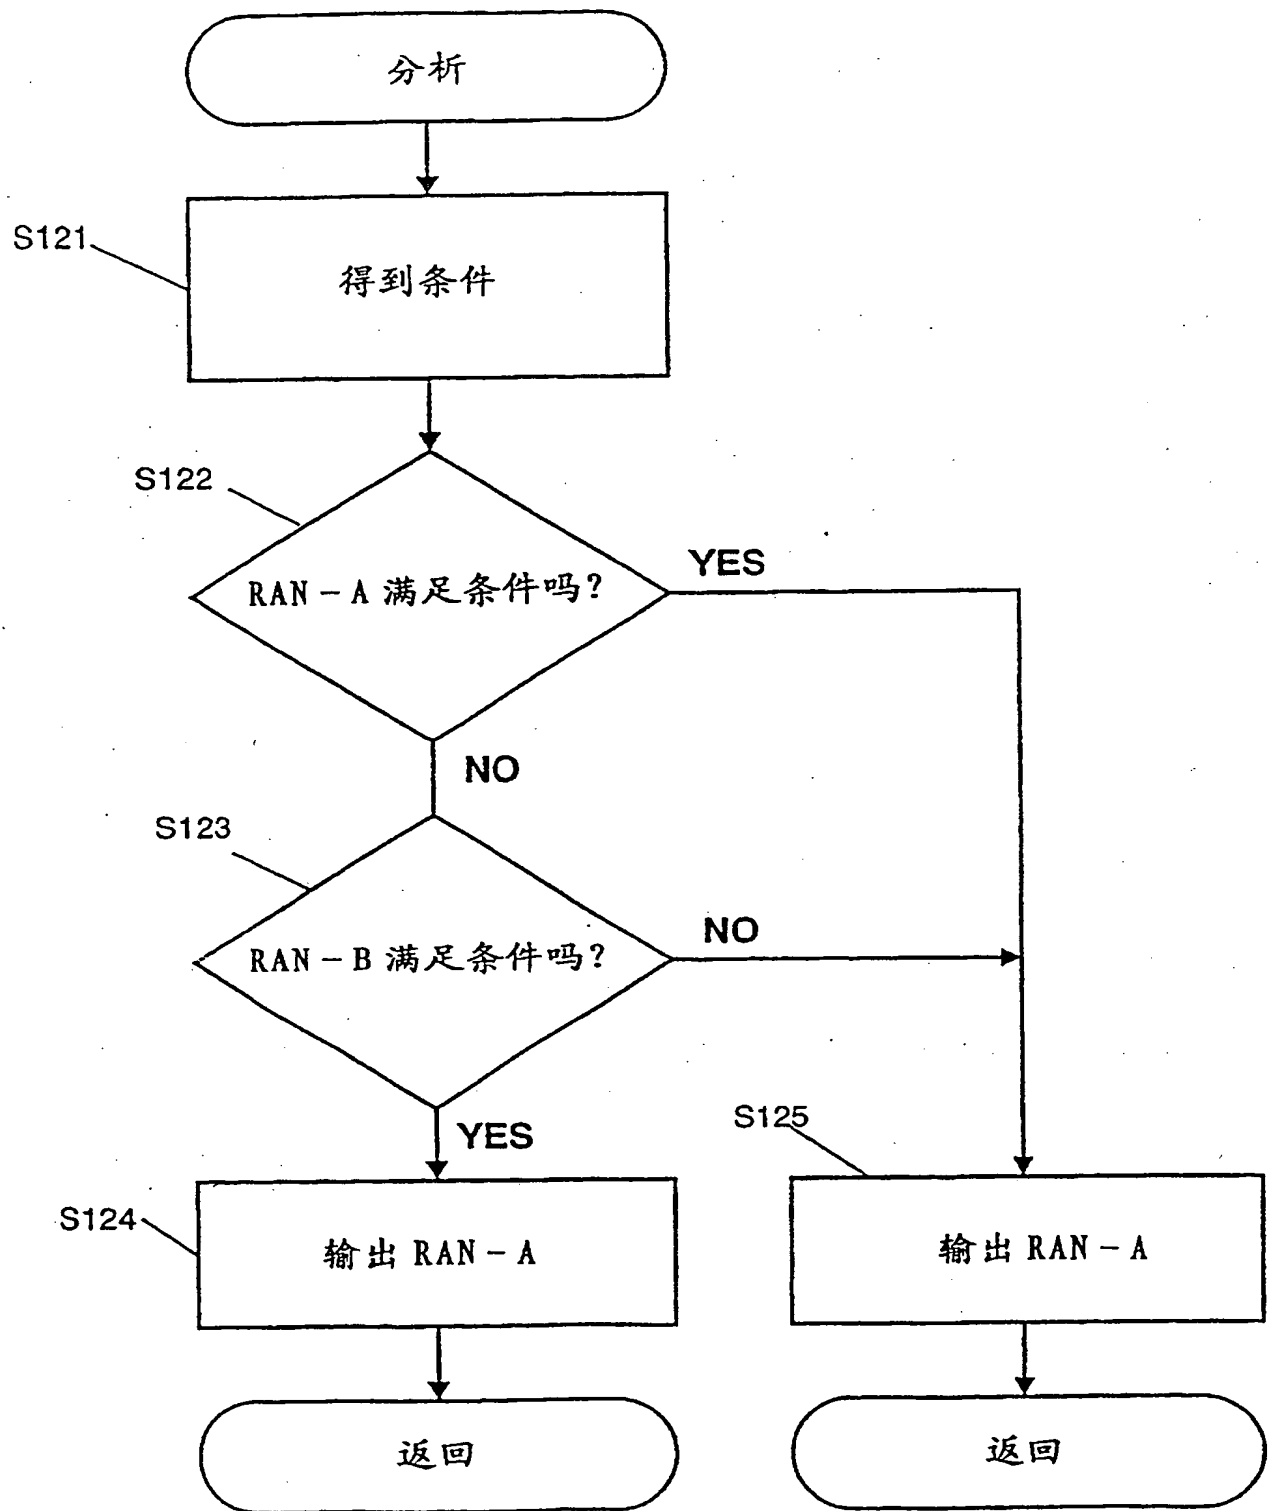 分析
S121
得到条件
S122
RAN－A 满足条件吗?
YES
NO
S123
RAN－B 满足条件吗?
NO
YES
S124
输出 RAN－A
S125
输出 RAN－A
返回
返回